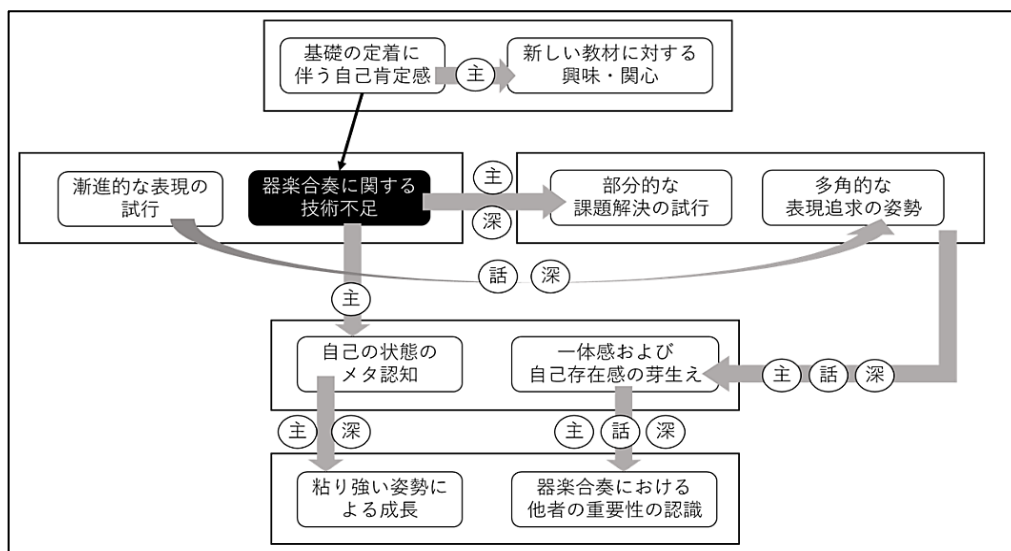 基礎の定着に
伴う自己肯定感
主
新しい教材に対する
興味・関心
漸進的な表現の
試行
器楽合奏に関する
技術不足
主
深
部分的な
課題解決の試行
多角的な
表現追求の姿勢
話 深
主
自己の状態の
メタ認知
一体感および
自己存在感の芽生え
主 話 深
主 深
主 話 深
粘り強い姿勢に
よる成長
器楽合奏における
他者の重要性の認識